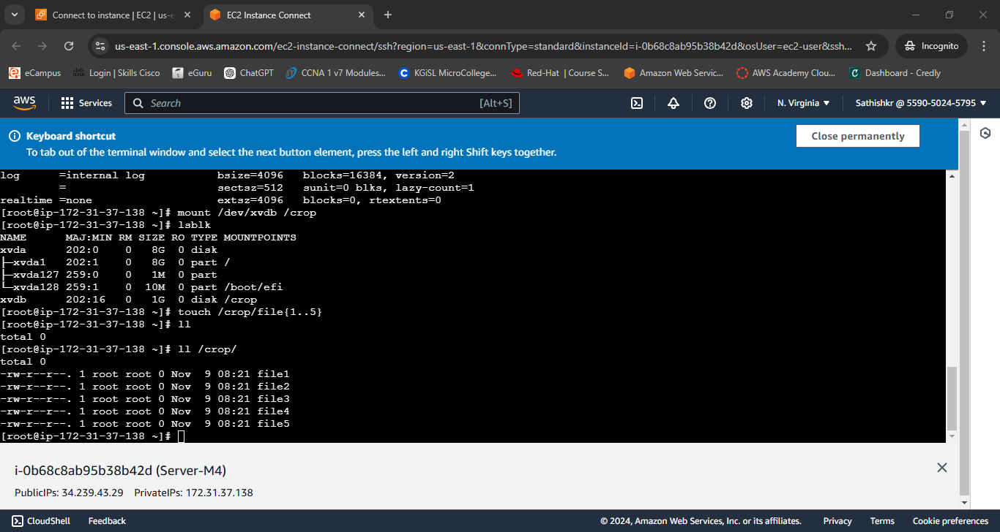 Connect to instance | EC2 | us-e
EC2 Instance Connect
us-east-1.console.aws.amazon.com/ec2-instance-connect/ssh?region=us-east-1&connType=standard&instanceId=i-0b68c8ab95b38b42d&osUser=ec2-user&ssh...
Incognito
eCampus
Login | Skills Cisco
eGuru
ChatGPT
CCNA 1 v7 Modules...
KGiSL MicroCollege...
Red-Hat | Course S...
Amazon Web Servic...
AWS Academy Clou...
Dashboard - Credly
aws
Services
Search
[Alt+S]
N. Virginia
Sathishkr @ 5590-5024-5795
Keyboard shortcut
To tab out of the terminal window and select the next button element, press the left and right Shift keys together.
Close permanently
log      =internal log           bsize=4096   blocks=16384, version=2
         =                       sectsz=512   sunit=0 blks, lazy-count=1
realtime =none                   extsz=4096   blocks=0, rtextents=0
[root@ip-172-31-37-138 ~]# mount /dev/xvdb /crop
[root@ip-172-31-37-138 ~]# lsblk
NAME      MAJ:MIN RM SIZE RO TYPE MOUNTPOINTS
xvda      202:0    0   8G  0 disk
├─xvda1   202:1    0   8G  0 part /
├─xvda127 259:0    0   1M  0 part
└─xvda128 259:1    0  10M  0 part /boot/efi
xvdb      202:16   0   1G  0 disk /crop
[root@ip-172-31-37-138 ~]# touch /crop/file{1..5}
[root@ip-172-31-37-138 ~]# ll
total 0
[root@ip-172-31-37-138 ~]# ll /crop/
total 0
-rw-r--r--. 1 root root 0 Nov  9 08:21 file1
-rw-r--r--. 1 root root 0 Nov  9 08:21 file2
-rw-r--r--. 1 root root 0 Nov  9 08:21 file3
-rw-r--r--. 1 root root 0 Nov  9 08:21 file4
-rw-r--r--. 1 root root 0 Nov  9 08:21 file5
[root@ip-172-31-37-138 ~]#
i-0b68c8ab95b38b42d (Server-M4)
PublicIPs: 34.239.43.29 PrivateIPs: 172.31.37.138
CloudShell
Feedback
© 2024, Amazon Web Services, Inc. or its affiliates.
Privacy
Terms
Cookie preferences